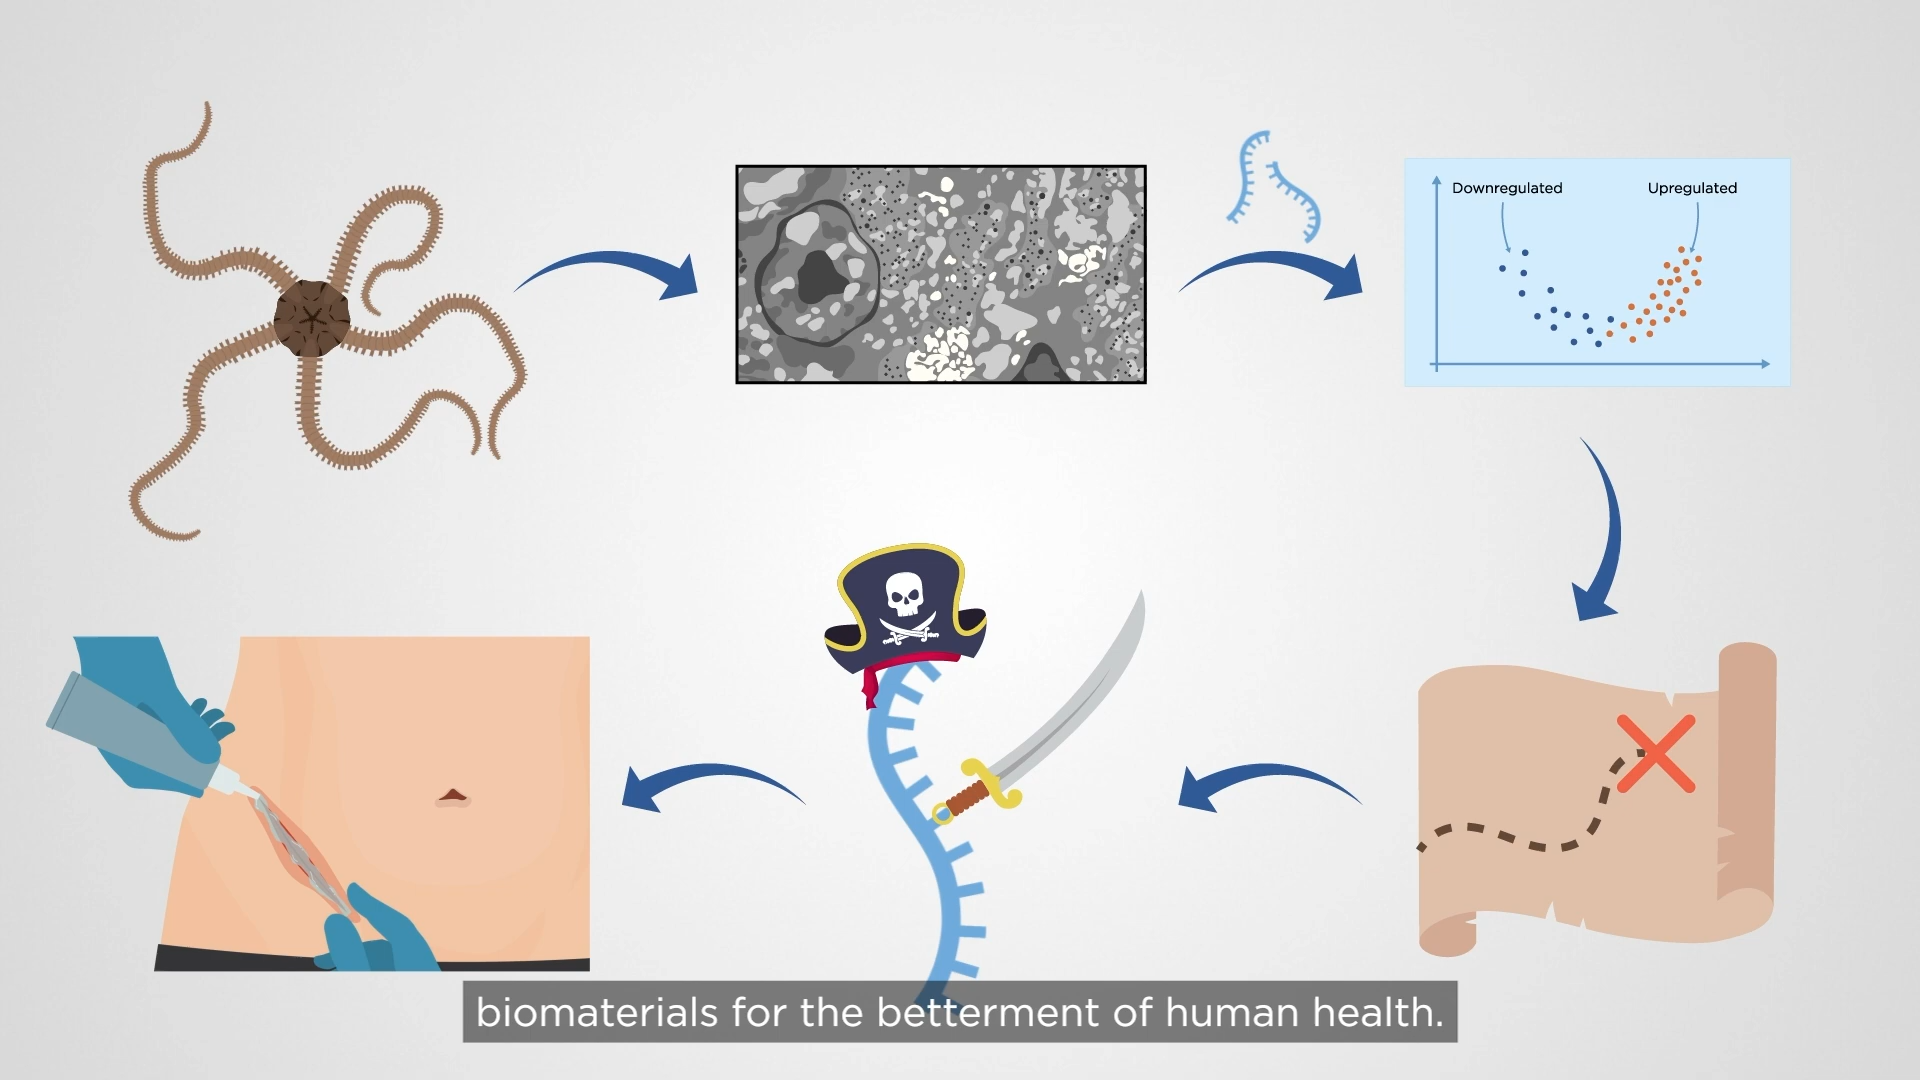 Downregulated
Upregulated
biomaterials for the betterment of human health.